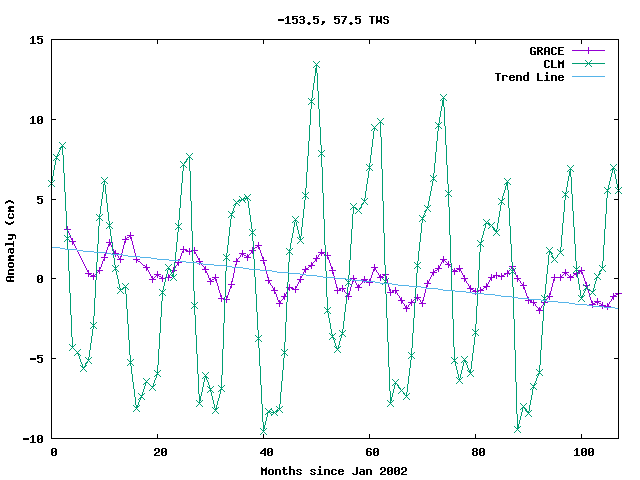 -153.5, 57.5 TWS
GRACE
CLM
Trend Line
15
10
5
0
-5
-10
Anomaly (cm)
0 20 40 60 80 100
Months since Jan 2002